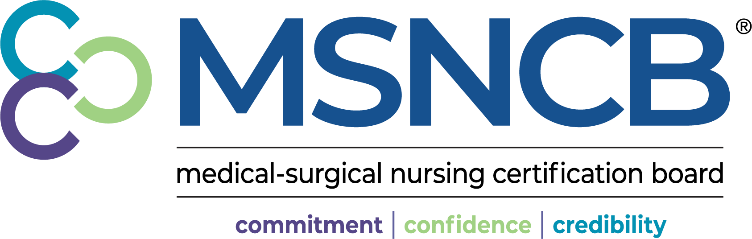 MSNCB®
medical-surgical nursing certification board
commitment | confidence | credibility